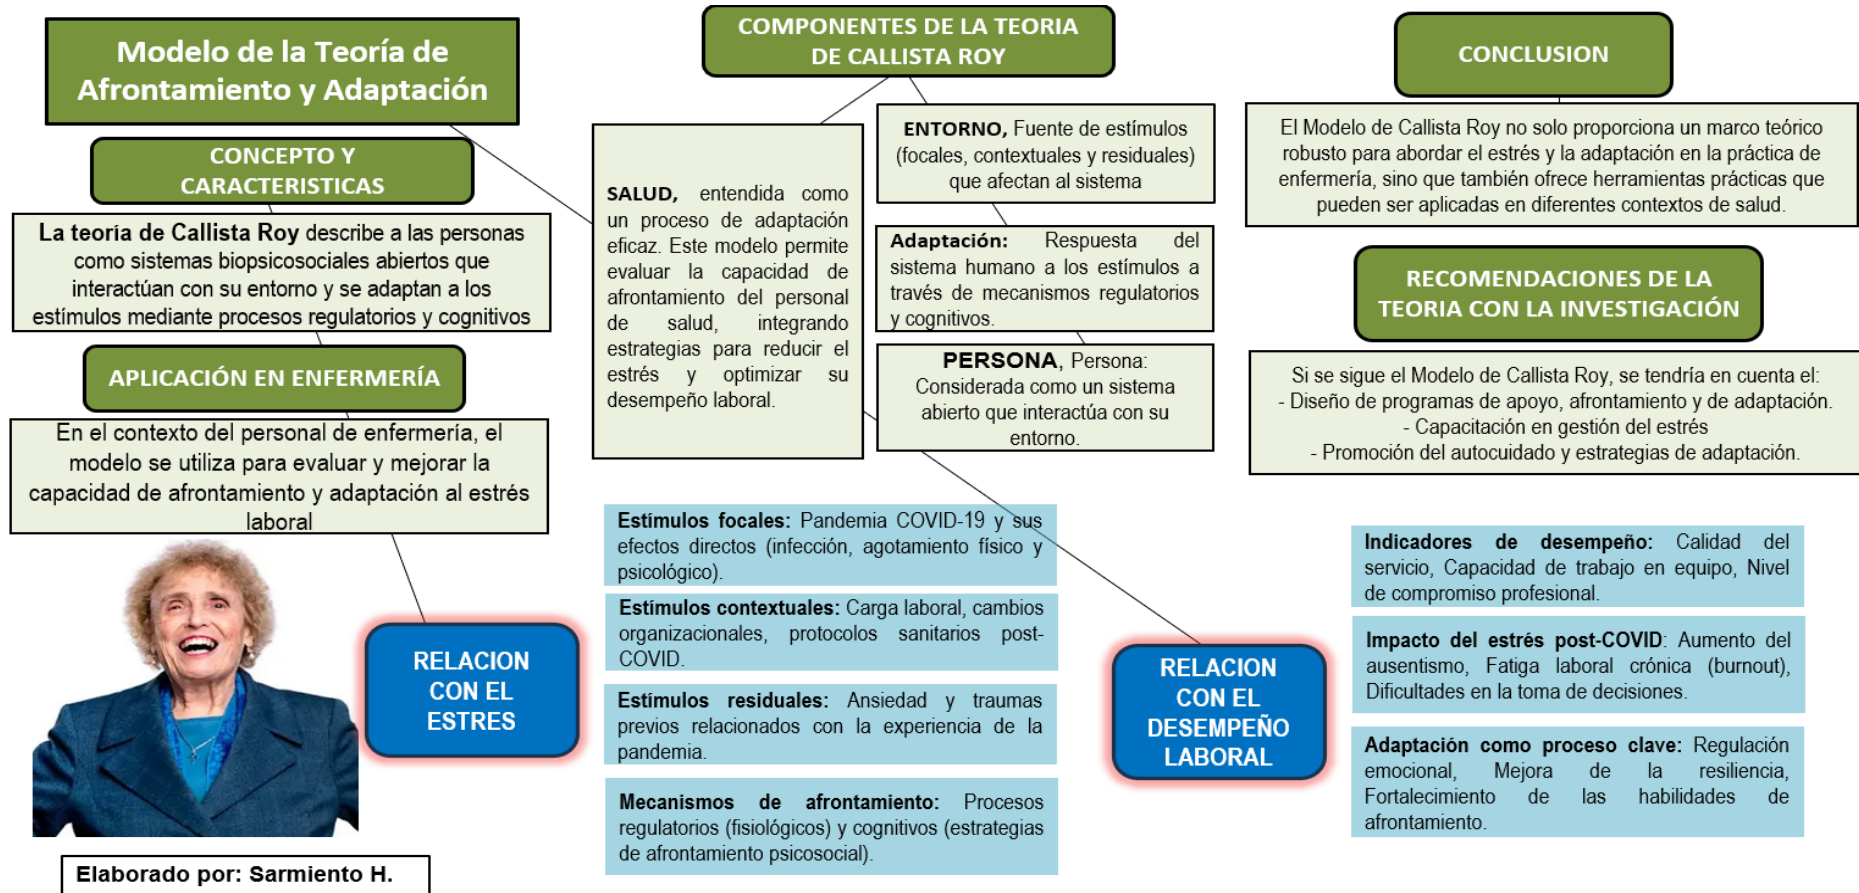 Modelo de la Teoría de
Afrontamiento y Adaptación
CONCEPTO Y
CARACTERISTICAS
La teoría de Callista Roy describe a las personas
como sistemas biopsicosociales abiertos que
interactúan con su entorno y se adaptan a los
estímulos mediante procesos regulatorios y cognitivos
APLICACIÓN EN ENFERMERÍA
En el contexto del personal de enfermería, el
modelo se utiliza para evaluar y mejorar la
capacidad de afrontamiento y adaptación al estrés
laboral
RELACION
CON EL
ESTRES
Elaborado por: Sarmiento H.
COMPONENTES DE LA TEORIA
DE CALLISTA ROY
SALUD, entendida como
un proceso de adaptación
eficaz. Este modelo permite
evaluar la capacidad de
afrontamiento del personal
de salud, integrando
estrategias para reducir el
estrés y optimizar su
desempeño laboral.
ENTORNO, Fuente de estímulos
(focales, contextuales y residuales)
que afectan al sistema
Adaptación: Respuesta del
sistema humano a los estímulos a
través de mecanismos regulatorios
y cognitivos.
PERSONA, Persona:
Considerada como un sistema
abierto que interactúa con su
entorno.
Estímulos focales: Pandemia COVID-19 y sus
efectos directos (infección, agotamiento físico y
psicológico).
Estímulos contextuales: Carga laboral, cambios
organizacionales, protocolos sanitarios post-
COVID.
Estímulos residuales: Ansiedad y traumas
previos relacionados con la experiencia de la
pandemia.
Mecanismos de afrontamiento: Procesos
regulatorios (fisiológicos) y cognitivos (estrategias
de afrontamiento psicosocial).
CONCLUSION
El Modelo de Callista Roy no solo proporciona un marco teórico
robusto para abordar el estrés y la adaptación en la práctica de
enfermería, sino que también ofrece herramientas prácticas que
pueden ser aplicadas en diferentes contextos de salud.
RECOMENDACIONES DE LA
TEORIA CON LA INVESTIGACIÓN
Si se sigue el Modelo de Callista Roy, se tendría en cuenta el:
- Diseño de programas de apoyo, afrontamiento y de adaptación.
- Capacitación en gestión del estrés
- Promoción del autocuidado y estrategias de adaptación.
RELACION
CON EL
DESEMPEÑO
LABORAL
Indicadores de desempeño: Calidad del
servicio, Capacidad de trabajo en equipo, Nivel
de compromiso profesional.
Impacto del estrés post-COVID: Aumento del
ausentismo, Fatiga laboral crónica (burnout),
Dificultades en la toma de decisiones.
Adaptación como proceso clave: Regulación
emocional, Mejora de la resiliencia,
Fortalecimiento de las habilidades de
afrontamiento.